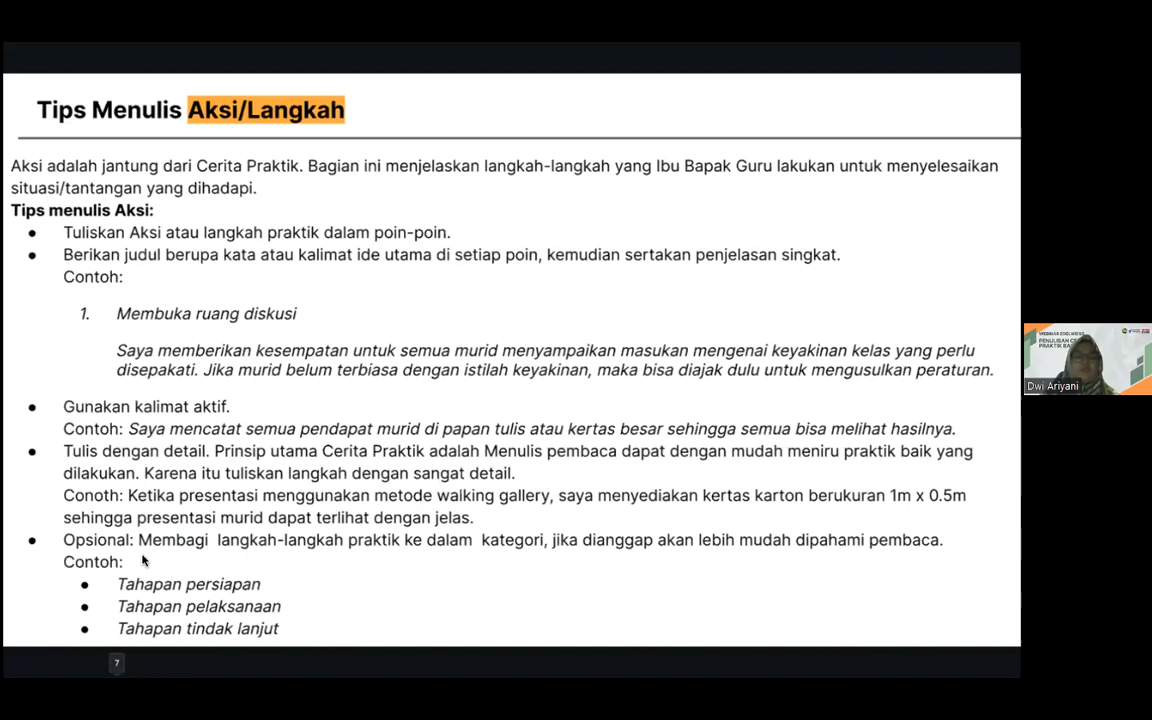 Tips Menulis Aksi/Langkah
Aksi adalah jantung dari Cerita Praktik. Bagian ini menjelaskan langkah-langkah yang Ibu Bapak Guru lakukan untuk menyelesaikan
situasi/tantangan yang dihadapi.
Tips menulis Aksi:
● Tuliskan Aksi atau langkah praktik dalam poin-poin.
● Berikan judul berupa kata atau kalimat ide utama di setiap poin, kemudian sertakan penjelasan singkat.
Contoh:
1. Membuka ruang diskusi
Saya memberikan kesempatan untuk semua murid menyampaikan masukan mengenai keyakinan kelas yang perlu
disepakati. Jika murid belum terbiasa dengan istilah keyakinan, maka bisa diajak dulu untuk mengusulkan peraturan.
● Gunakan kalimat aktif.
Contoh: Saya mencatat semua pendapat murid di papan tulis atau kertas besar sehingga semua bisa melihat hasilnya.
● Tulis dengan detail. Prinsip utama Cerita Praktik adalah Menulis pembaca dapat dengan mudah meniru praktik baik yang
dilakukan. Karena itu tuliskan langkah dengan sangat detail.
Conoth: Ketika presentasi menggunakan metode walking gallery, saya menyediakan kertas karton berukuran 1m x 0.5m
sehingga presentasi murid dapat terlihat dengan jelas.
● Opsional: Membagi langkah-langkah praktik ke dalam kategori, jika dianggap akan lebih mudah dipahami pembaca.
Contoh:
● Tahapan persiapan
● Tahapan pelaksanaan
● Tahapan tindak lanjut
7
PENULISAN
Dwi Ariyani